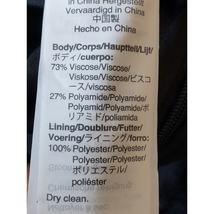 in China Hergestellt
Vervaardigd in China
中国製
Hecho en China
Body/Corps/Hauptteil/Lijf/
ボディ/cuerpo:
73% Viscose/Viscose/
Viskose/Viscose/ビスコ
ース/viscosa
27% Polyamide/Polyamid
e/Polyamid/Polyamid/ポ
リアミド/poliamida
Lining/Doublure/Futter/
Voering/ライニング/forro:
100% Polyester/Polyeste
r/Polyester/Polyester/
ポリエステル/
poliéster
Dry clean.